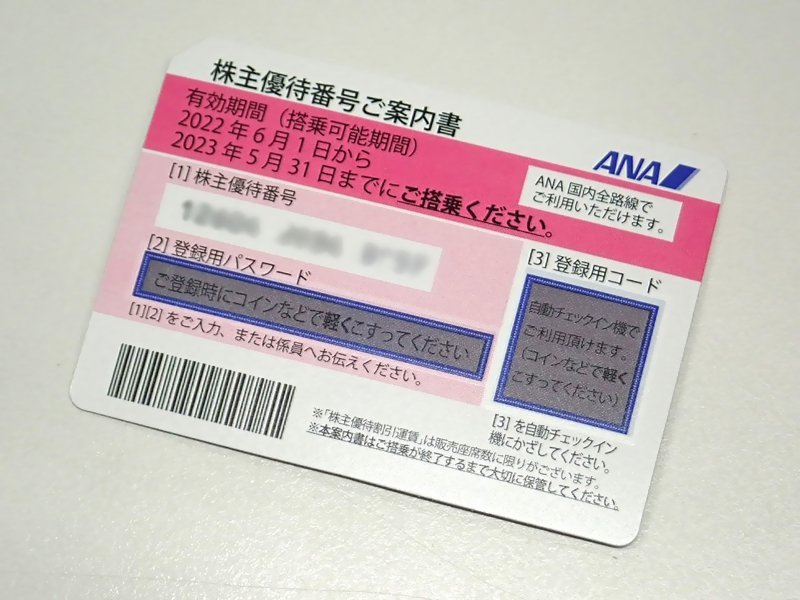 株主優待番号ご案内書
有効期間（搭乗可能期間）
2022年6月1日から
2023年5月31日までにご搭乗ください。
ANA
ANA国内全路線で
ご利用いただけます。
[1] 株主優待番号
[2] 登録用パスワード
ご登録時にコインなどで軽くこすってください
[1][2] をご入力、または係員へお伝えください。
[3] 登録用コード
自動チェックイン機で
ご利用頂けます。
（コインなどで軽く
こすってください）
[3] を自動チェックイン
機にかざしてください。
※「株主優待割引運賃」は販売座席数に限りがございます。
※本案内書はご搭乗が終了するまで大切に保管してください。